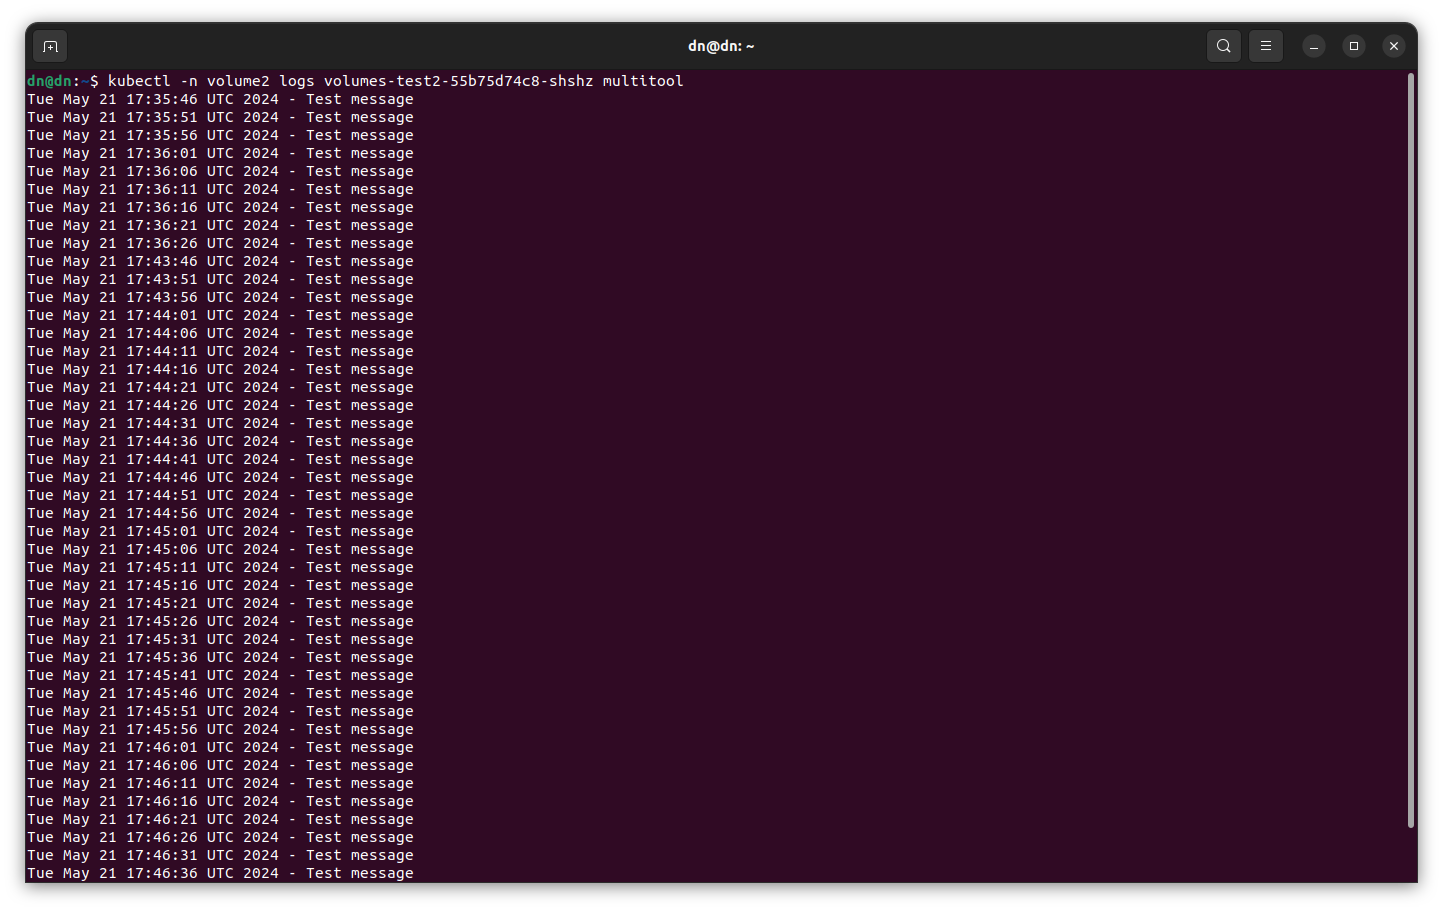 dn@dn: ~
dn@dn:~$ kubectl -n volume2 logs volumes-test2-55b75d74c8-shshz multitool
Tue May 21 17:35:46 UTC 2024 - Test message
Tue May 21 17:35:51 UTC 2024 - Test message
Tue May 21 17:35:56 UTC 2024 - Test message
Tue May 21 17:36:01 UTC 2024 - Test message
Tue May 21 17:36:06 UTC 2024 - Test message
Tue May 21 17:36:11 UTC 2024 - Test message
Tue May 21 17:36:16 UTC 2024 - Test message
Tue May 21 17:36:21 UTC 2024 - Test message
Tue May 21 17:36:26 UTC 2024 - Test message
Tue May 21 17:43:46 UTC 2024 - Test message
Tue May 21 17:43:51 UTC 2024 - Test message
Tue May 21 17:43:56 UTC 2024 - Test message
Tue May 21 17:44:01 UTC 2024 - Test message
Tue May 21 17:44:06 UTC 2024 - Test message
Tue May 21 17:44:11 UTC 2024 - Test message
Tue May 21 17:44:16 UTC 2024 - Test message
Tue May 21 17:44:21 UTC 2024 - Test message
Tue May 21 17:44:26 UTC 2024 - Test message
Tue May 21 17:44:31 UTC 2024 - Test message
Tue May 21 17:44:36 UTC 2024 - Test message
Tue May 21 17:44:41 UTC 2024 - Test message
Tue May 21 17:44:46 UTC 2024 - Test message
Tue May 21 17:44:51 UTC 2024 - Test message
Tue May 21 17:44:56 UTC 2024 - Test message
Tue May 21 17:45:01 UTC 2024 - Test message
Tue May 21 17:45:06 UTC 2024 - Test message
Tue May 21 17:45:11 UTC 2024 - Test message
Tue May 21 17:45:16 UTC 2024 - Test message
Tue May 21 17:45:21 UTC 2024 - Test message
Tue May 21 17:45:26 UTC 2024 - Test message
Tue May 21 17:45:31 UTC 2024 - Test message
Tue May 21 17:45:36 UTC 2024 - Test message
Tue May 21 17:45:41 UTC 2024 - Test message
Tue May 21 17:45:46 UTC 2024 - Test message
Tue May 21 17:45:51 UTC 2024 - Test message
Tue May 21 17:45:56 UTC 2024 - Test message
Tue May 21 17:46:01 UTC 2024 - Test message
Tue May 21 17:46:06 UTC 2024 - Test message
Tue May 21 17:46:11 UTC 2024 - Test message
Tue May 21 17:46:16 UTC 2024 - Test message
Tue May 21 17:46:21 UTC 2024 - Test message
Tue May 21 17:46:26 UTC 2024 - Test message
Tue May 21 17:46:31 UTC 2024 - Test message
Tue May 21 17:46:36 UTC 2024 - Test message